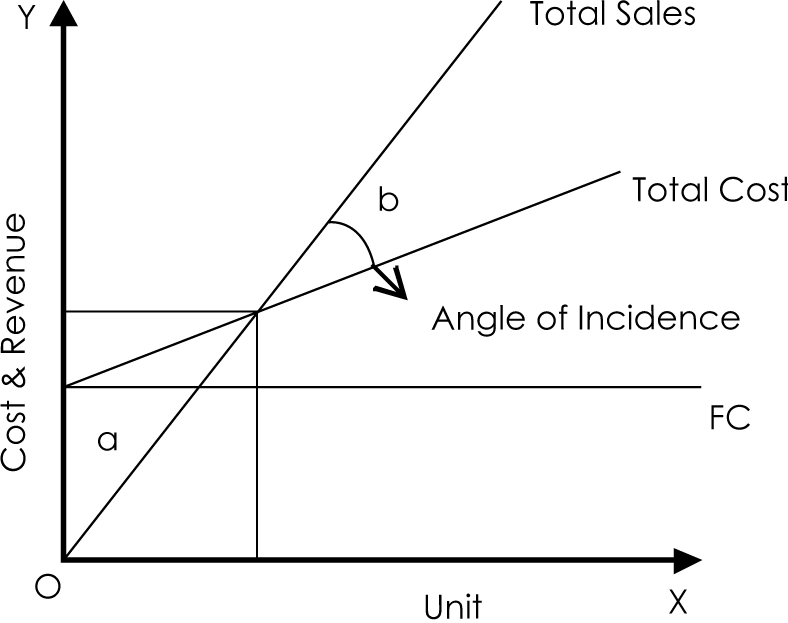 Y
Total Sales
b
Total Cost
Cost & Revenue
Angle of Incidence
FC
a
O
Unit
X